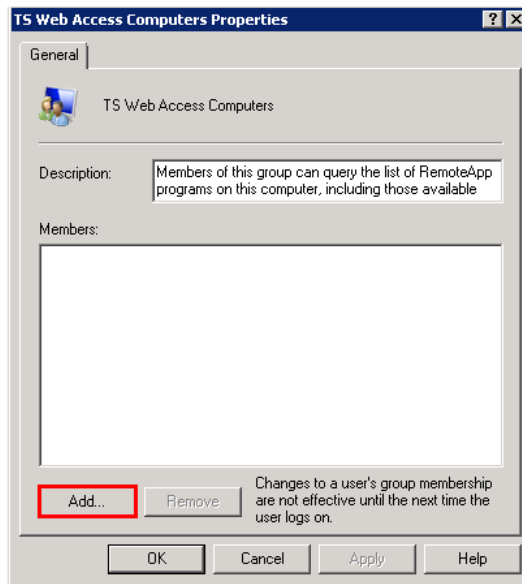 TS Web Access Computers Properties
General
TS Web Access Computers
Description:
Members of this group can query the list of RemoteApp
programs on this computer, including those available
Members:
Add...
Remove
Changes to a user's group membership
are not effective until the next time the
user logs on.
OK
Cancel
Apply
Help